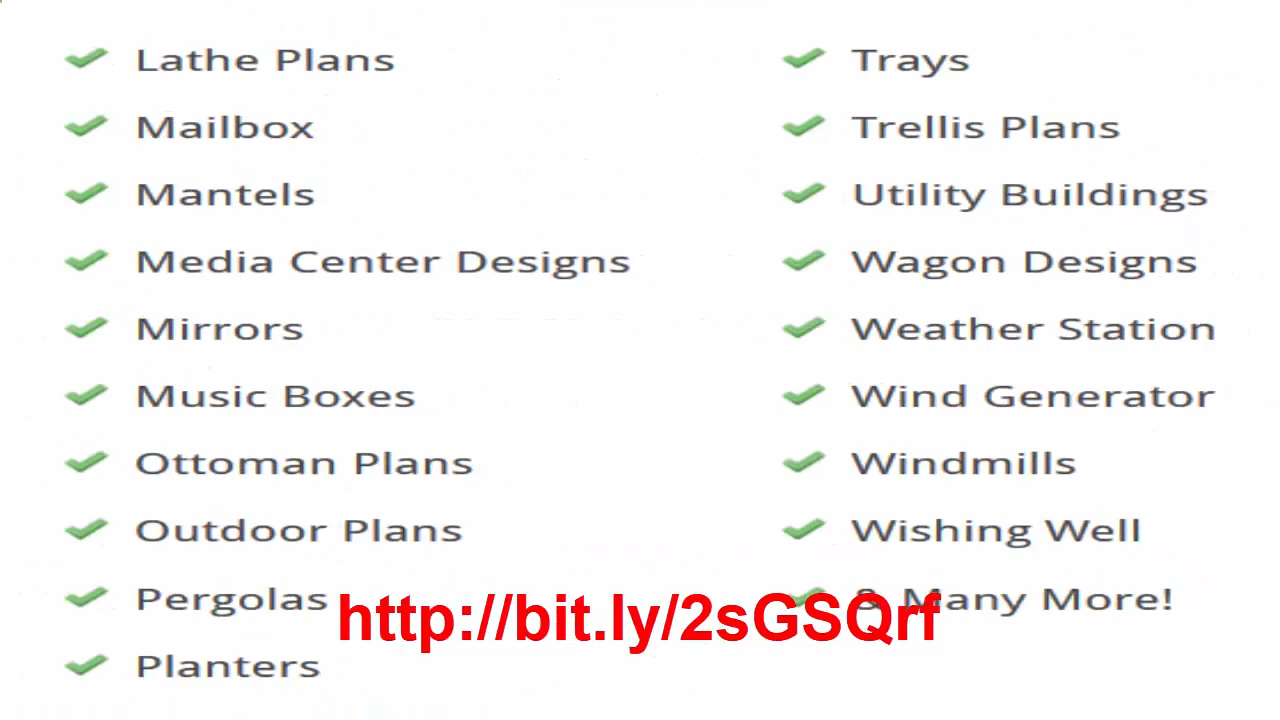 Lathe Plans
Mailbox
Mantels
Media Center Designs
Mirrors
Music Boxes
Ottoman Plans
Outdoor Plans
Pergolas
Planters
Trays
Trellis Plans
Utility Buildings
Wagon Designs
Weather Station
Wind Generator
Windmills
Wishing Well
& Many More!
http://bit.ly/2sGSQrf